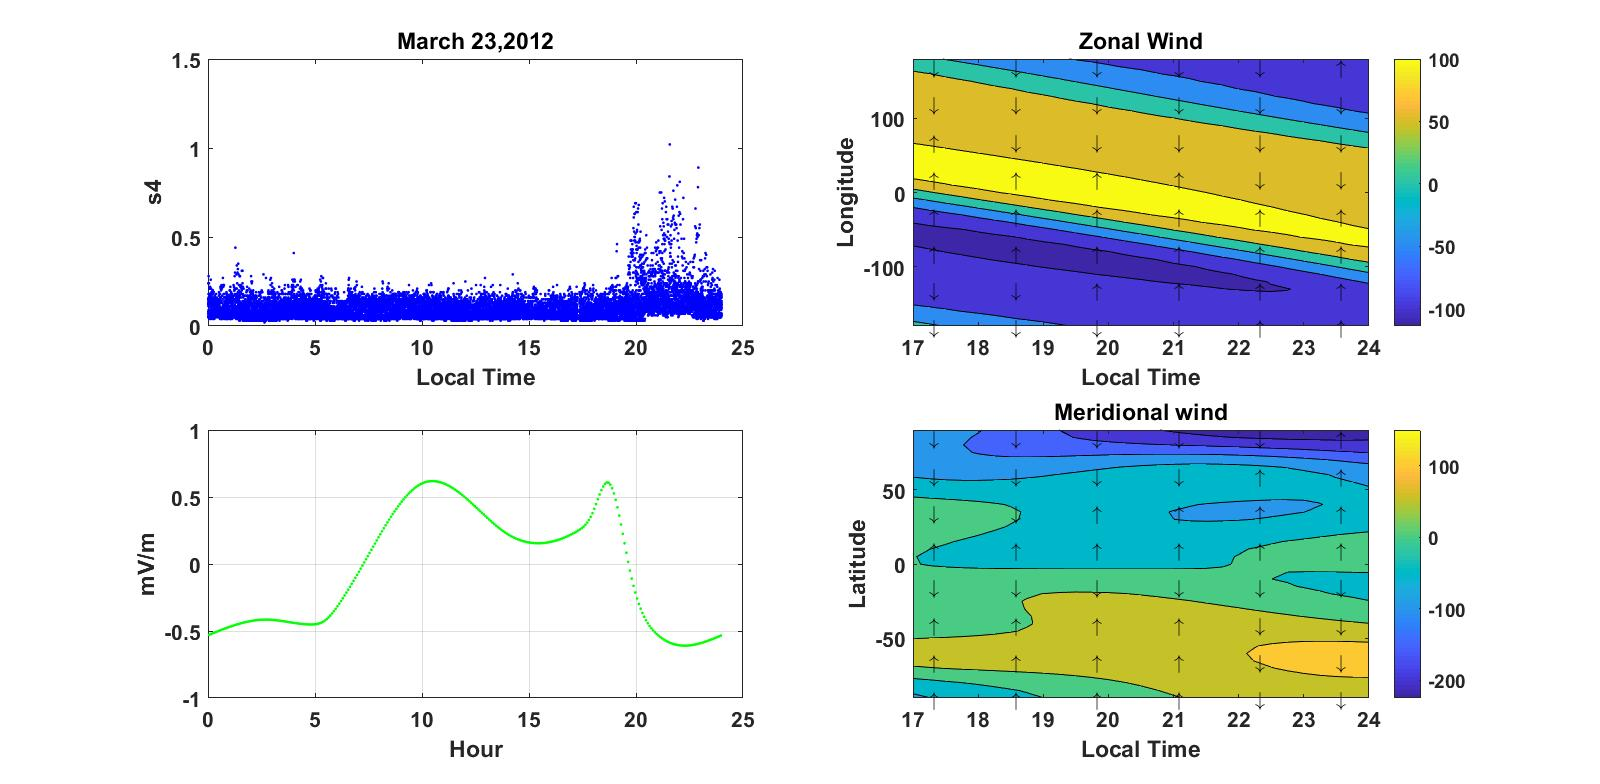 March 23,2012
1.5
1
0.5
0
s4
0 5 10 15 20 25
Local Time
Zonal Wind
100
0
-100
Longitude
17 18 19 20 21 22 23 24
Local Time
100
50
0
-50
-100
1
0.5
0
-0.5
-1
mV/m
0 5 10 15 20 25
Hour
Meridional wind
50
0
-50
Latitude
17 18 19 20 21 22 23 24
Local Time
100
0
-100
-200